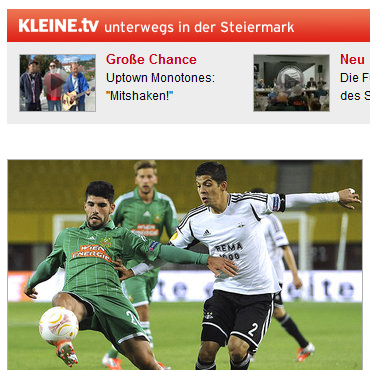 KLEINE.tv unterwegs in der Steiermark
Große Chance
Uptown Monotones:
"Mitshaken!"
Neu
Die F
des S
WIEN
ENERGIE
REMA
1000
2